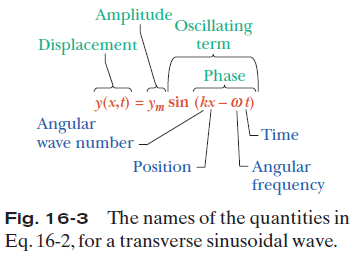 Amplitude
Displacement
Oscillating
term
Phase
y(x,t) = yₘ sin (kx – ωt)
Angular
wave number
Time
Position
Angular
frequency
Fig. 16-3 The names of the quantities in
Eq. 16-2, for a transverse sinusoidal wave.